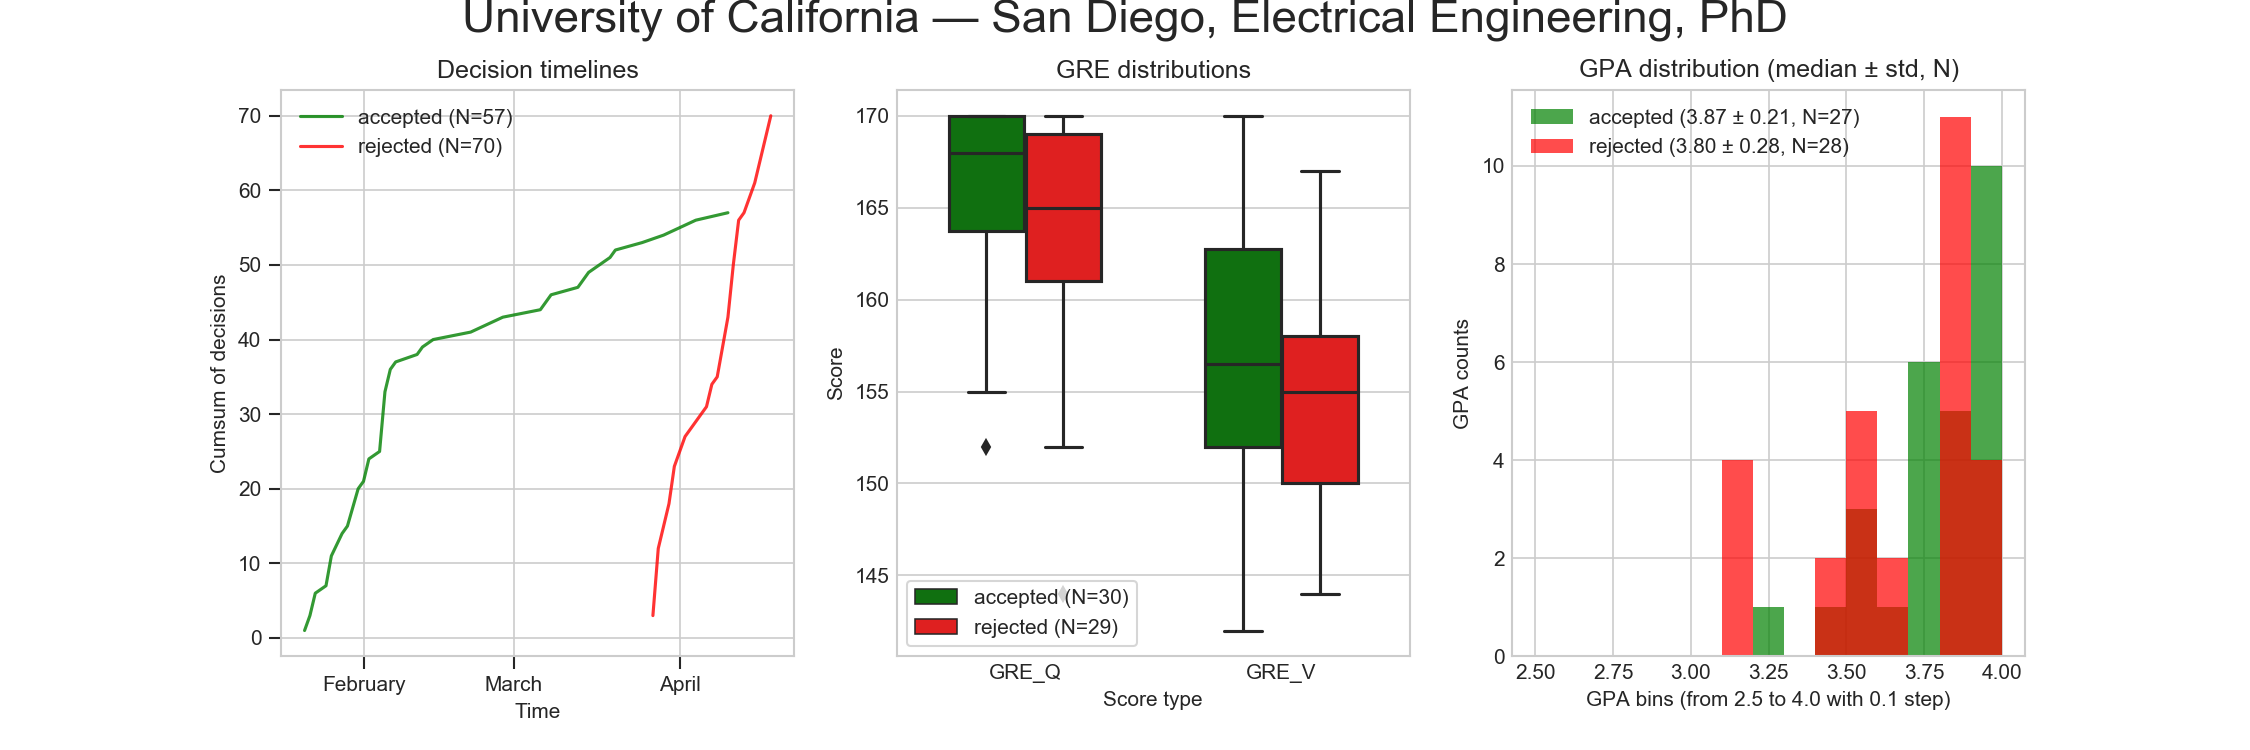 University of California — San Diego, Electrical Engineering, PhD
Decision timelines
accepted (N=57)
rejected (N=70)
70
60
50
40
30
20
10
0
Cumsum of decisions
February
March
April
Time
GRE distributions
170
165
160
155
150
145
Score
accepted (N=30)
rejected (N=29)
GRE_Q
GRE_V
Score type
GPA distribution (median ± std, N)
accepted (3.87 ± 0.21, N=27)
rejected (3.80 ± 0.28, N=28)
10
8
6
4
2
0
GPA counts
2.50
2.75
3.00
3.25
3.50
3.75
4.00
GPA bins (from 2.5 to 4.0 with 0.1 step)